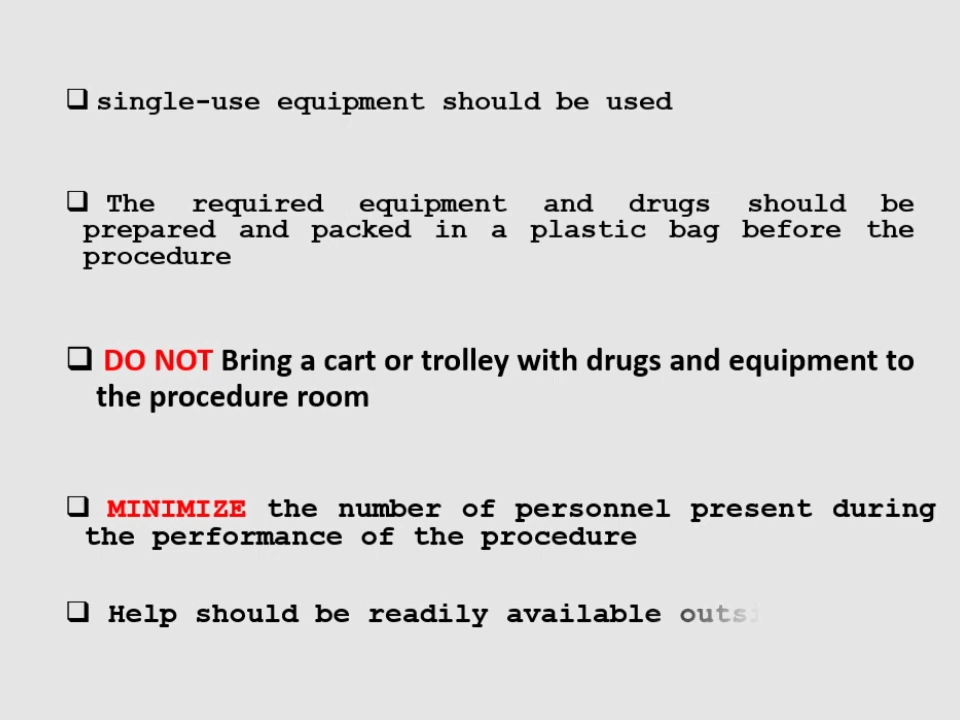 single-use equipment should be used
The required equipment and drugs should be
prepared and packed in a plastic bag before the
procedure
DO NOT Bring a cart or trolley with drugs and equipment to
the procedure room
MINIMIZE the number of personnel present during
the performance of the procedure
Help should be readily available